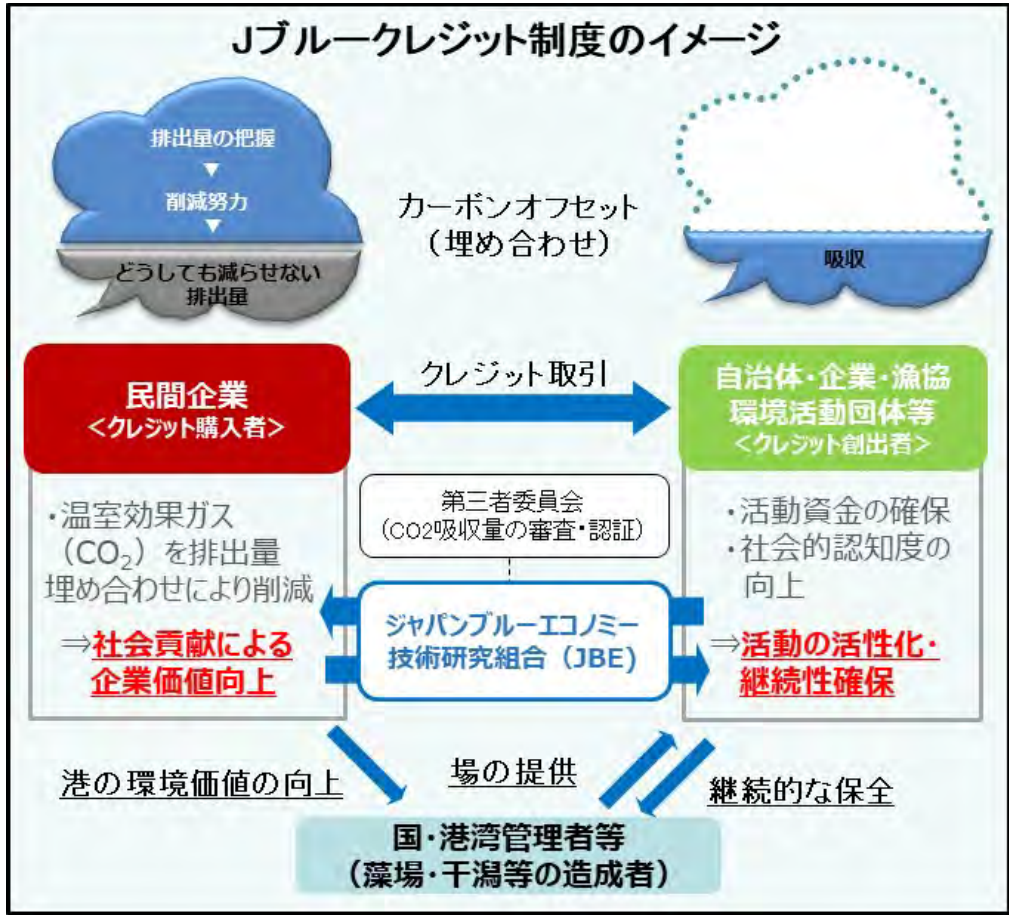 Jブルークレジット制度のイメージ
排出量の把握
▼
削減努力
▼
どうしても減らせない
排出量
カーボンオフセット
（埋め合わせ）
吸収
民間企業
＜クレジット購入者＞
クレジット取引
自治体・企業・漁協
環境活動団体等
＜クレジット創出者＞
・温室効果ガス
（CO₂）を排出量
埋め合わせにより削減
⇒社会貢献による
企業価値向上
第三者委員会
（CO2吸収量の審査・認証）
ジャパンブルーエコノミー
技術研究組合（JBE)
・活動資金の確保
・社会的認知度の
向上
⇒活動の活性化・
継続性確保
港の環境価値の向上
場の提供
継続的な保全
国・港湾管理者等
（藻場・干潟等の造成者）